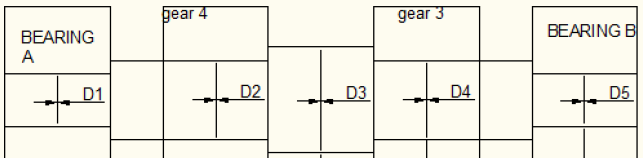 gear 4
gear 3
BEARING
A
BEARING B
D1
D2
D3
D4
D5